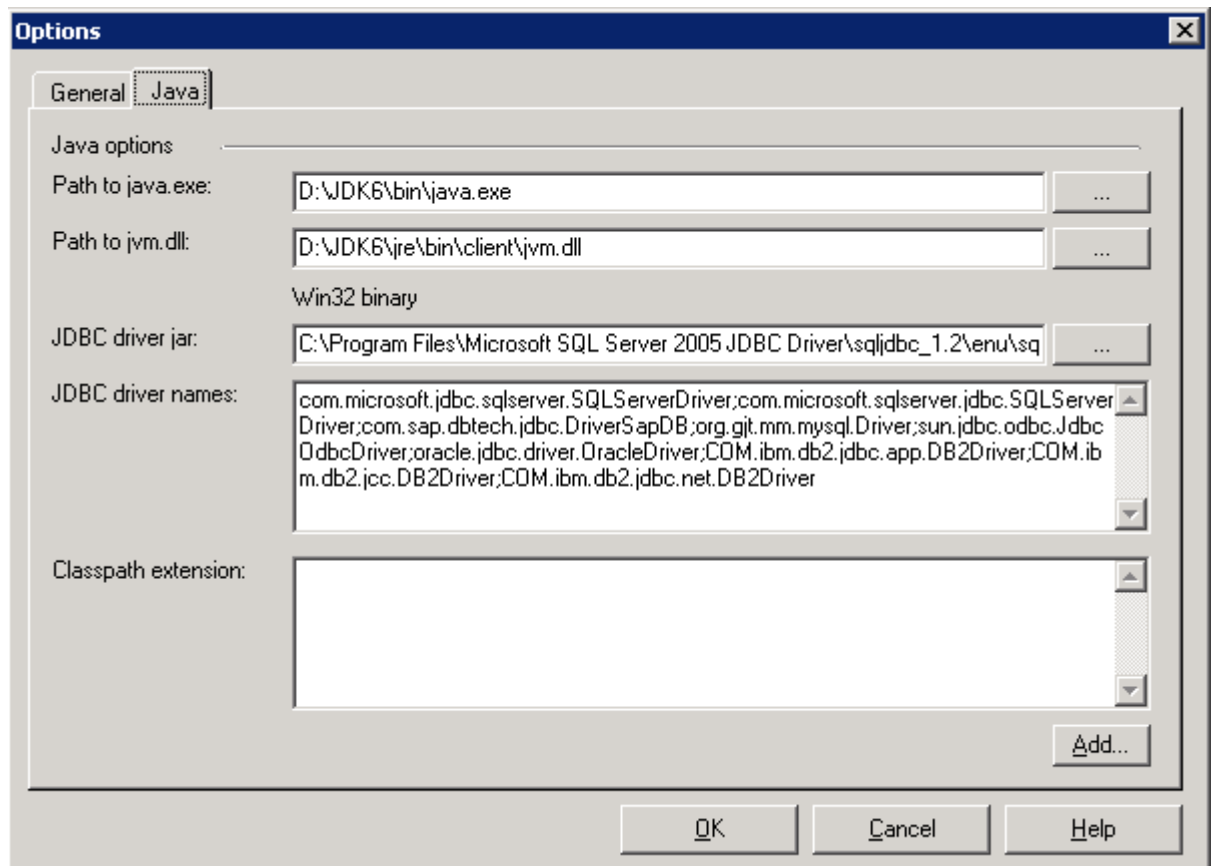 Options
General
Java
Java options
Path to java.exe:
D:\JDK6\bin\java.exe
...
Path to jvm.dll:
D:\JDK6\jre\bin\client\jvm.dll
...
Win32 binary
JDBC driver jar:
C:\Program Files\Microsoft SQL Server 2005 JDBC Driver\sqljdbc_1.2\enu\sq
...
JDBC driver names:
com.microsoft.jdbc.sqlserver.SQLServerDriver;com.microsoft.sqlserver.jdbc.SQLServer
Driver;com.sap.dbtech.jdbc.DriverSapDB;org.gjt.mm.mysql.Driver;sun.jdbc.odbc.Jdbc
OdbcDriver;oracle.jdbc.driver.OracleDriver;COM.ibm.db2.jdbc.app.DB2Driver;COM.ib
m.db2.jcc.DB2Driver;COM.ibm.db2.jdbc.net.DB2Driver
Classpath extension:
Add...
OK
Cancel
Help